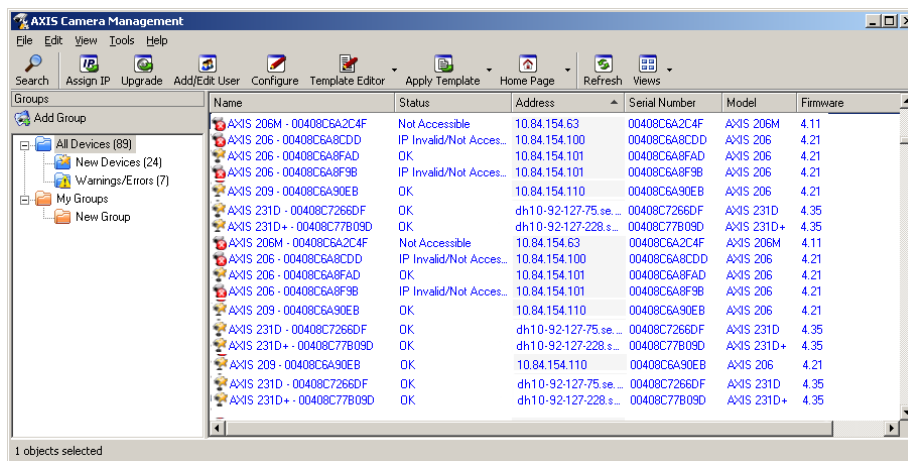 AXIS Camera Management
File Edit View Tools Help
Search Assign IP Upgrade Add/Edit User Configure Template Editor Apply Template Home Page Refresh Views
Groups
Add Group
All Devices (89)
New Devices (24)
Warnings/Errors (7)
My Groups
New Group
Name Status Address Serial Number Model Firmware
AXIS 206M - 00408C6A2C4F Not Accessible 10.84.154.63 00408C6A2C4F AXIS 206M 4.11
AXIS 206 - 00408C6A8CDD IP Invalid/Not Acces... 10.84.154.100 00408C6A8CDD AXIS 206 4.21
AXIS 206 - 00408C6A8FAD OK 10.84.154.101 00408C6A8FAD AXIS 206 4.21
AXIS 206 - 00408C6A8F9B IP Invalid/Not Acces... 10.84.154.101 00408C6A8F9B AXIS 206 4.21
AXIS 209 - 00408C6A90EB OK 10.84.154.110 00408C6A90EB AXIS 206 4.21
AXIS 231D - 00408C7266DF OK dh10-92-127-75.se.... 00408C7266DF AXIS 231D 4.35
AXIS 231D+ - 00408C77B09D OK dh10-92-127-228.s... 00408C77B09D AXIS 231D+ 4.35
AXIS 206M - 00408C6A2C4F Not Accessible 10.84.154.63 00408C6A2C4F AXIS 206M 4.11
AXIS 206 - 00408C6A8CDD IP Invalid/Not Acces... 10.84.154.100 00408C6A8CDD AXIS 206 4.21
AXIS 206 - 00408C6A8FAD OK 10.84.154.101 00408C6A8FAD AXIS 206 4.21
AXIS 206 - 00408C6A8F9B IP Invalid/Not Acces... 10.84.154.101 00408C6A8F9B AXIS 206 4.21
AXIS 209 - 00408C6A90EB OK 10.84.154.110 00408C6A90EB AXIS 206 4.21
AXIS 231D - 00408C7266DF OK dh10-92-127-75.se.... 00408C7266DF AXIS 231D 4.35
AXIS 231D+ - 00408C77B09D OK dh10-92-127-228.s... 00408C77B09D AXIS 231D+ 4.35
AXIS 209 - 00408C6A90EB OK 10.84.154.110 00408C6A90EB AXIS 206 4.21
AXIS 231D - 00408C7266DF OK dh10-92-127-75.se.... 00408C7266DF AXIS 231D 4.35
AXIS 231D+ - 00408C77B09D OK dh10-92-127-228.s... 00408C77B09D AXIS 231D+ 4.35
1 objects selected